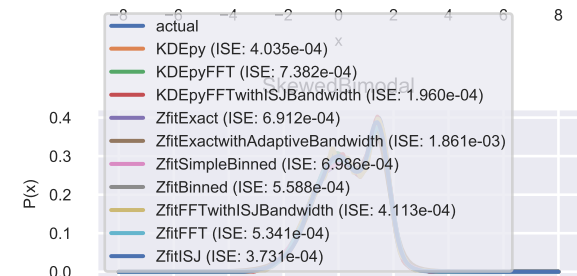 −8 −6 −4 −2 0 2 4 6 8
x
actual
KDEpy (ISE: 4.035e-04)
KDEpyFFT (ISE: 7.382e-04)
SkewedBimodal
KDEpyFFTwithISJBandwidth (ISE: 1.960e-04)
ZfitExact (ISE: 6.912e-04)
ZfitExactwithAdaptiveBandwidth (ISE: 1.861e-03)
ZfitSimpleBinned (ISE: 6.986e-04)
ZfitBinned (ISE: 5.588e-04)
ZfitFFTwithISJBandwidth (ISE: 4.113e-04)
ZfitFFT (ISE: 5.341e-04)
ZfitISJ (ISE: 3.731e-04)
P(x)
0.4
0.3
0.2
0.1
0.0